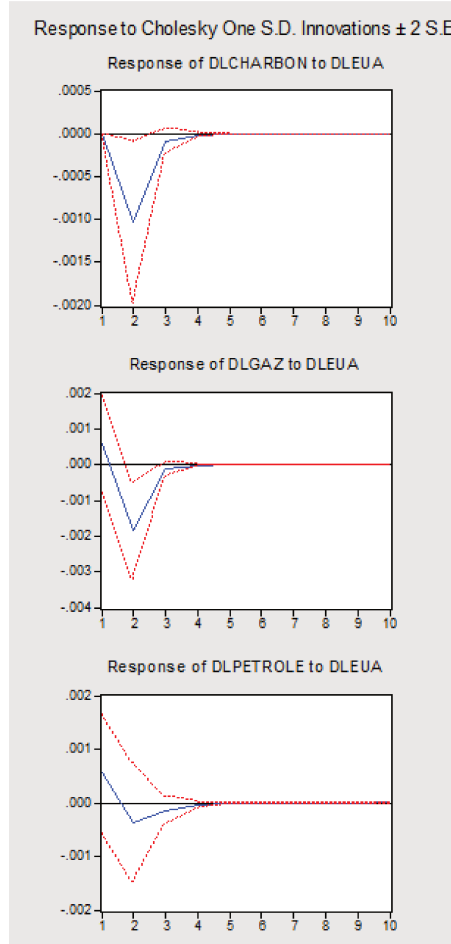 Response to Cholesky One S.D. Innovations ± 2 S.E
Response of DLCHARBON to DLEUA
.0005
.0000
-.0005
-.0010
-.0015
-.0020
1 2 3 4 5 6 7 8 9 10
Response of DLGAZ to DLEUA
.002
.001
.000
-.001
-.002
-.003
-.004
1 2 3 4 5 6 7 8 9 10
Response of DLPETROLE to DLEUA
.002
.001
.000
-.001
-.002
1 2 3 4 5 6 7 8 9 10